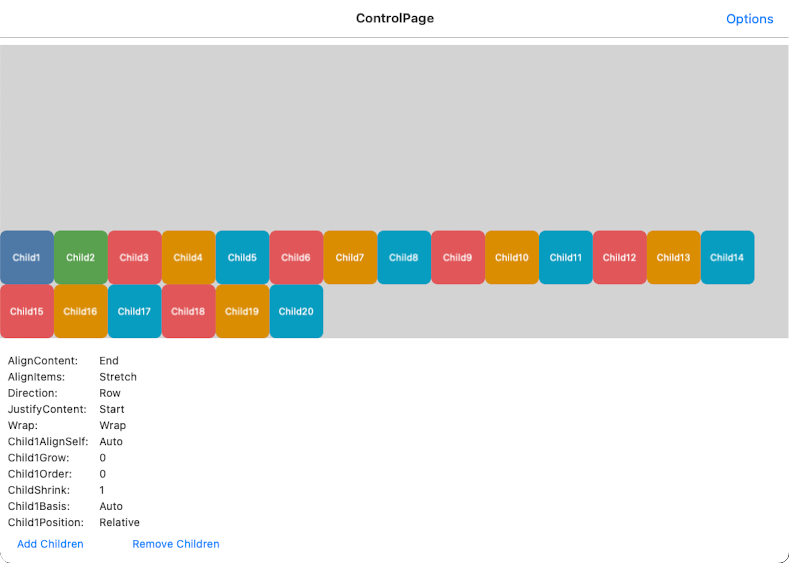 ControlPage Options
Child1 Child2 Child3 Child4 Child5 Child6 Child7 Child8 Child9 Child10 Child11 Child12 Child13 Child14
Child15 Child16 Child17 Child18 Child19 Child20
AlignContent: End
AlignItems: Stretch
Direction: Row
JustifyContent: Start
Wrap: Wrap
Child1AlignSelf: Auto
Child1Grow: 0
Child1Order: 0
ChildShrink: 1
Child1Basis: Auto
Child1Position: Relative
Add Children Remove Children